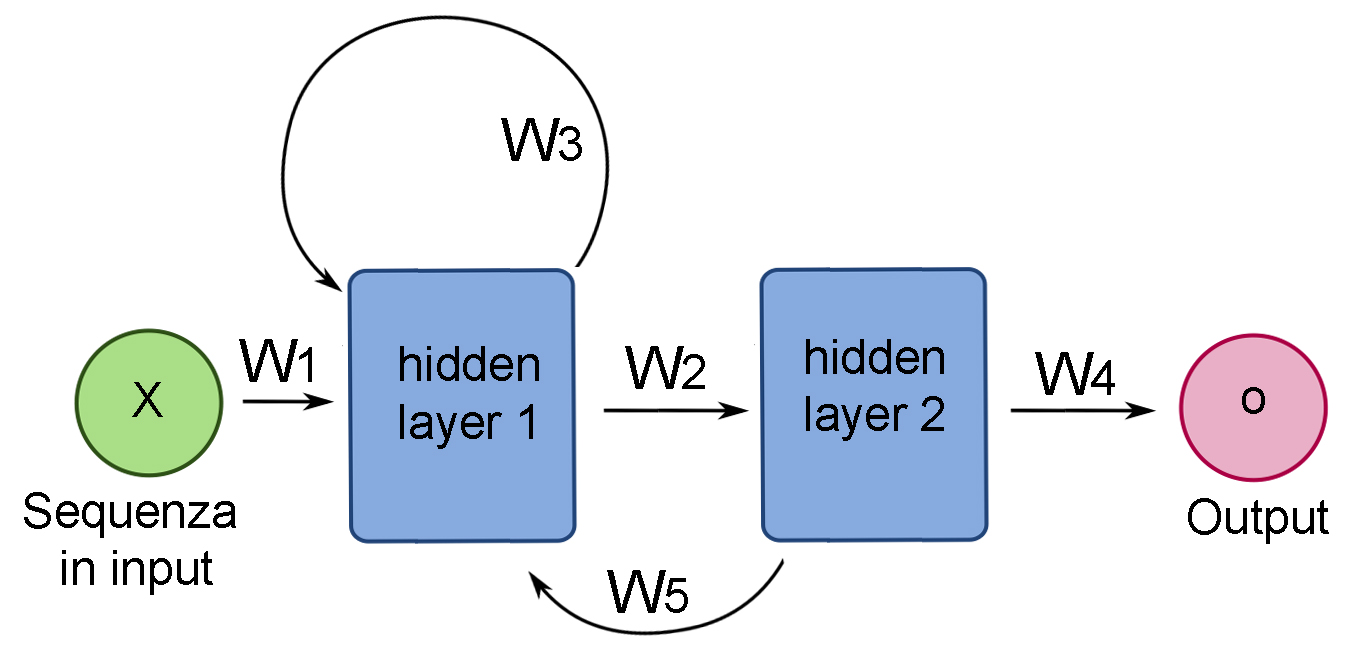 W3
X
W1
hidden
layer 1
W2
hidden
layer 2
W4
o
Sequenza
in input
Output
W5